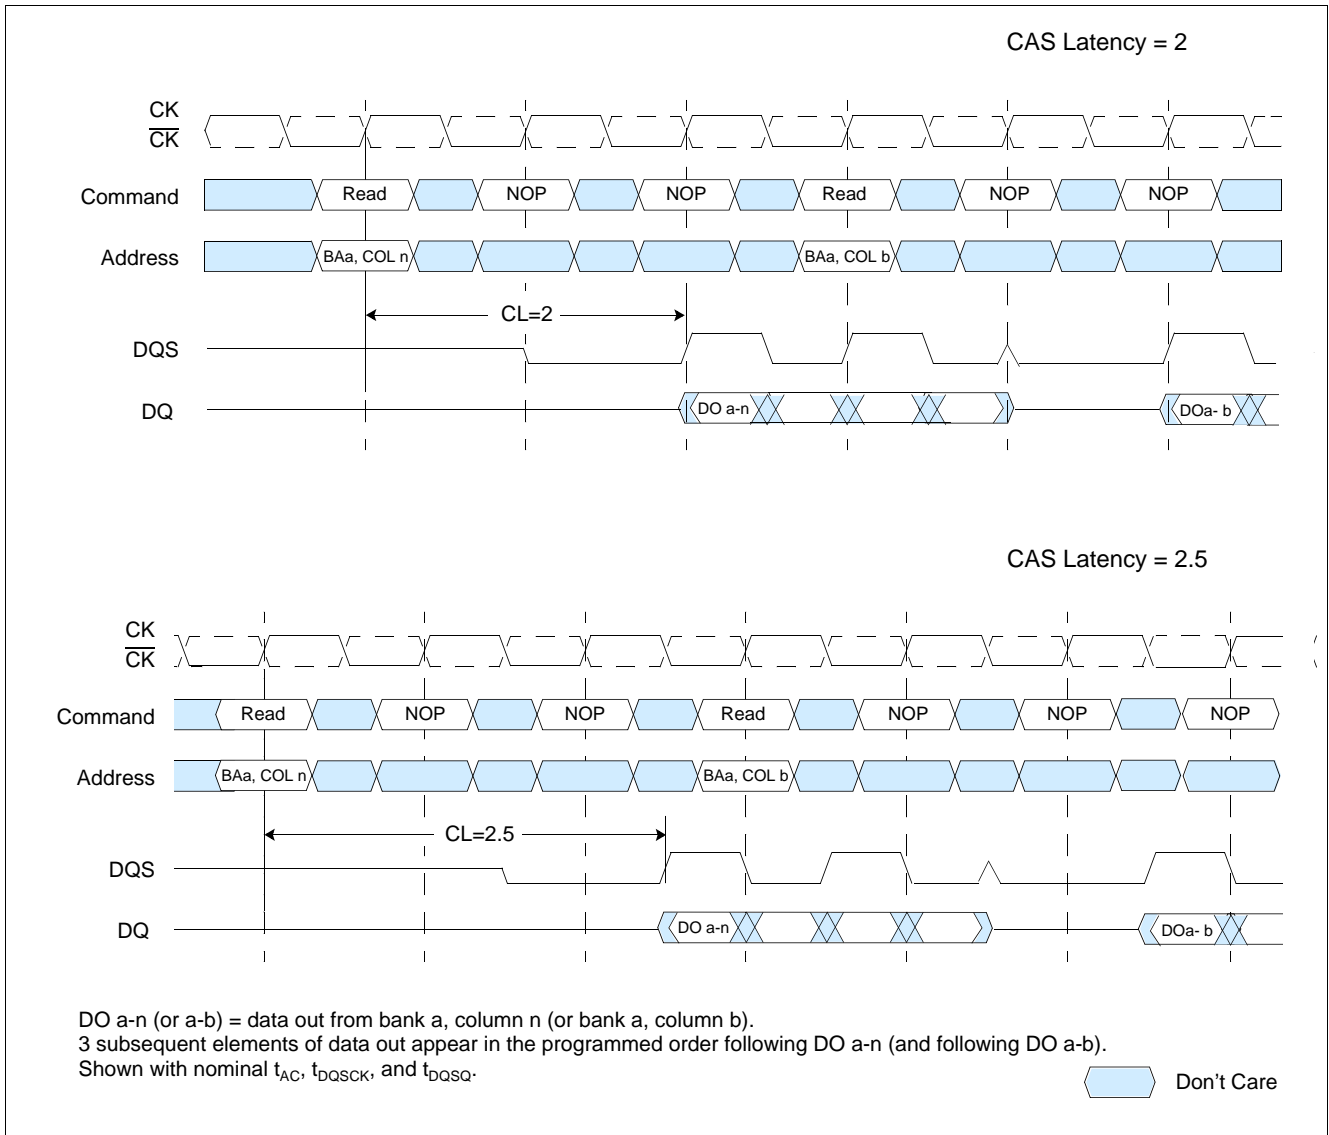 CAS Latency = 2
CK
CK
Command Read NOP NOP Read NOP NOP
Address BAa, COL n BAa, COL b
CL=2
DQS
DQ DO a-n DOa- b
CAS Latency = 2.5
CK
CK
Command Read NOP NOP Read NOP NOP NOP
Address BAa, COL n BAa, COL b
CL=2.5
DQS
DQ DO a-n DOa- b
DO a-n (or a-b) = data out from bank a, column n (or bank a, column b).
3 subsequent elements of data out appear in the programmed order following DO a-n (and following DO a-b).
Shown with nominal tAC, tDQSCK, and tDQSQ.
Don't Care